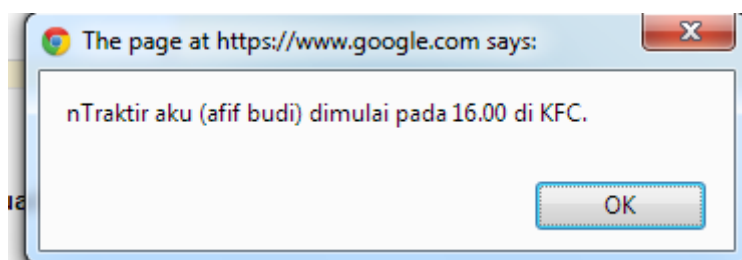 The page at https://www.google.com says:
nTraktir aku (afif budi) dimulai pada 16.00 di KFC.
OK